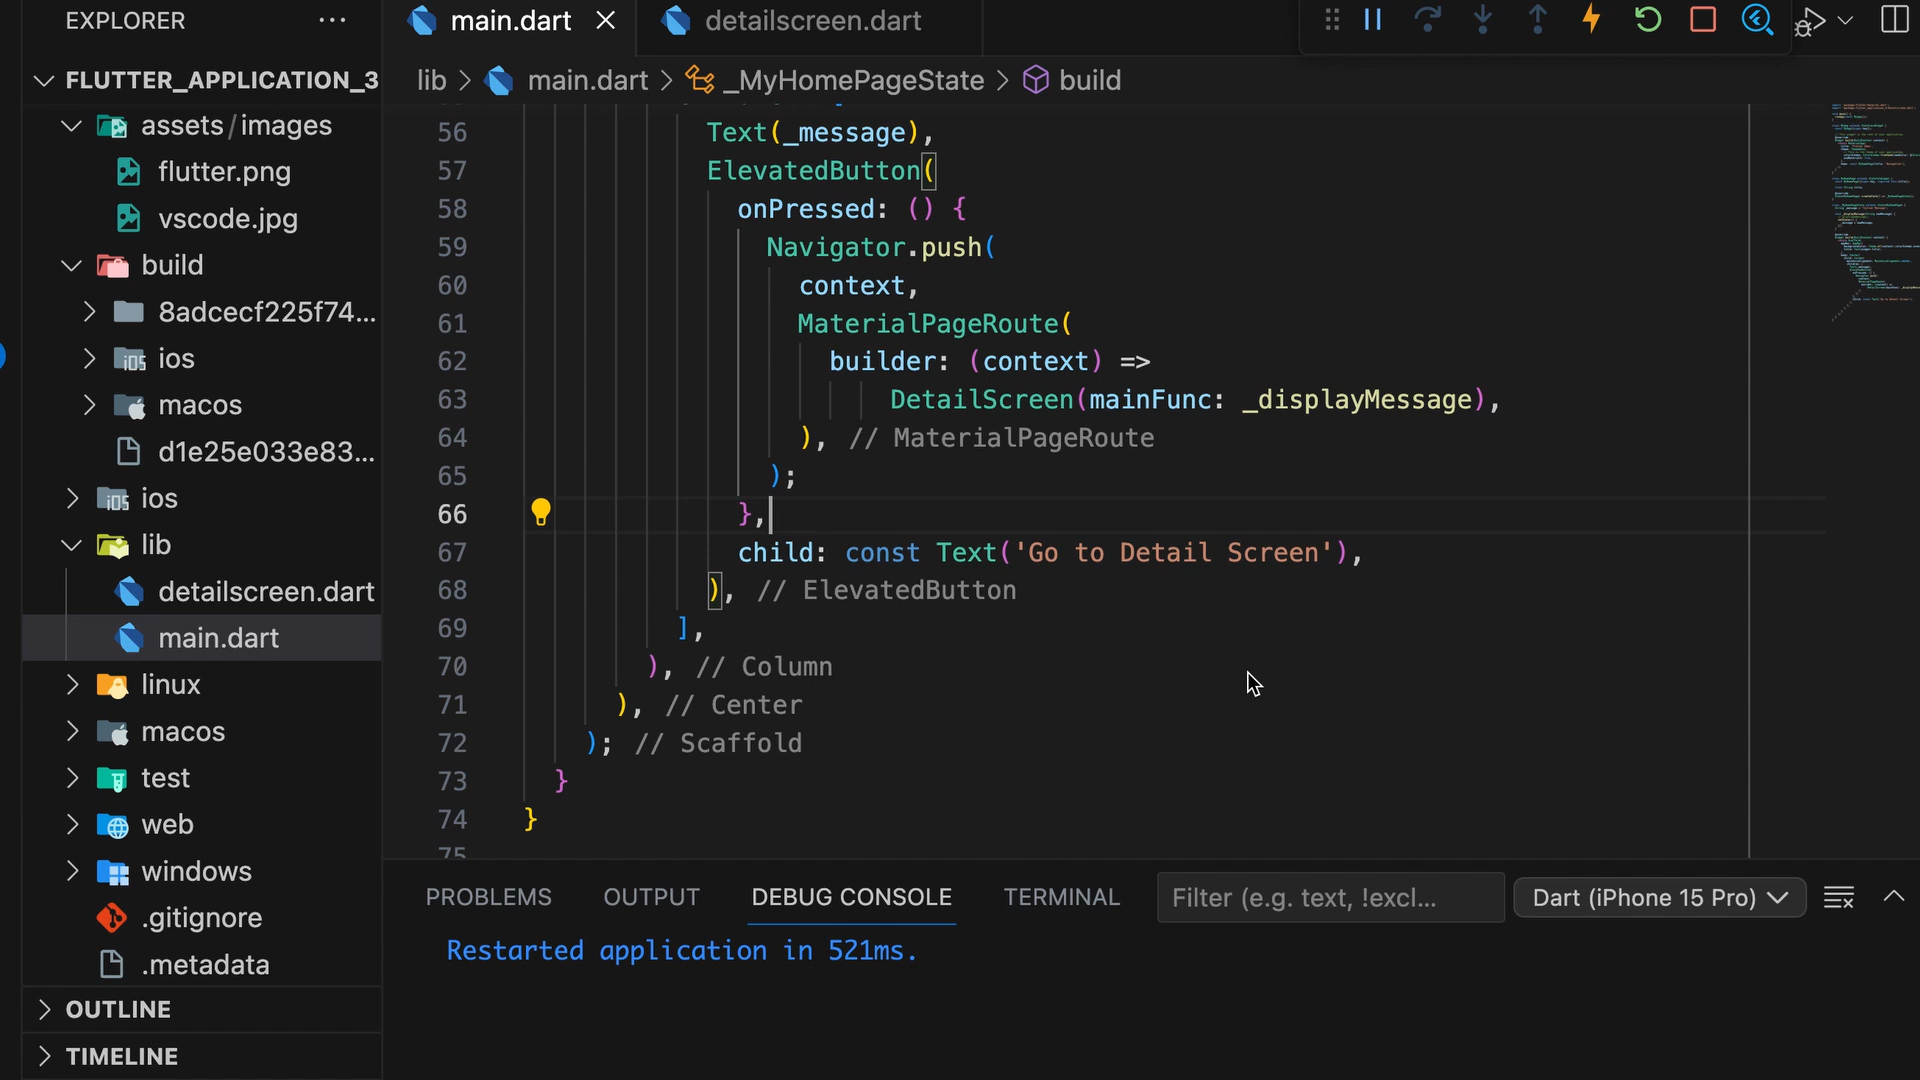 EXPLORER
FLUTTER_APPLICATION_3
assets/images
flutter.png
vscode.jpg
build
8adcecf225f74...
ios
macos
d1e25e033e83...
ios
lib
detailscreen.dart
main.dart
linux
macos
test
web
windows
.gitignore
.metadata
OUTLINE
TIMELINE
main.dart
detailscreen.dart
lib > main.dart > _MyHomePageState > build
56 Text(_message),
57 ElevatedButton(
58 onPressed: () {
59 Navigator.push(
60 context,
61 MaterialPageRoute(
62 builder: (context) =>
63 DetailScreen(mainFunc: _displayMessage),
64 ), // MaterialPageRoute
65 );
66 },
67 child: const Text('Go to Detail Screen'),
68 ), // ElevatedButton
69 ],
70 ), // Column
71 ), // Center
72 ); // Scaffold
73 }
74 }
75
PROBLEMS OUTPUT DEBUG CONSOLE TERMINAL Filter (e.g. text, !excl... Dart (iPhone 15 Pro)
Restarted application in 521ms.